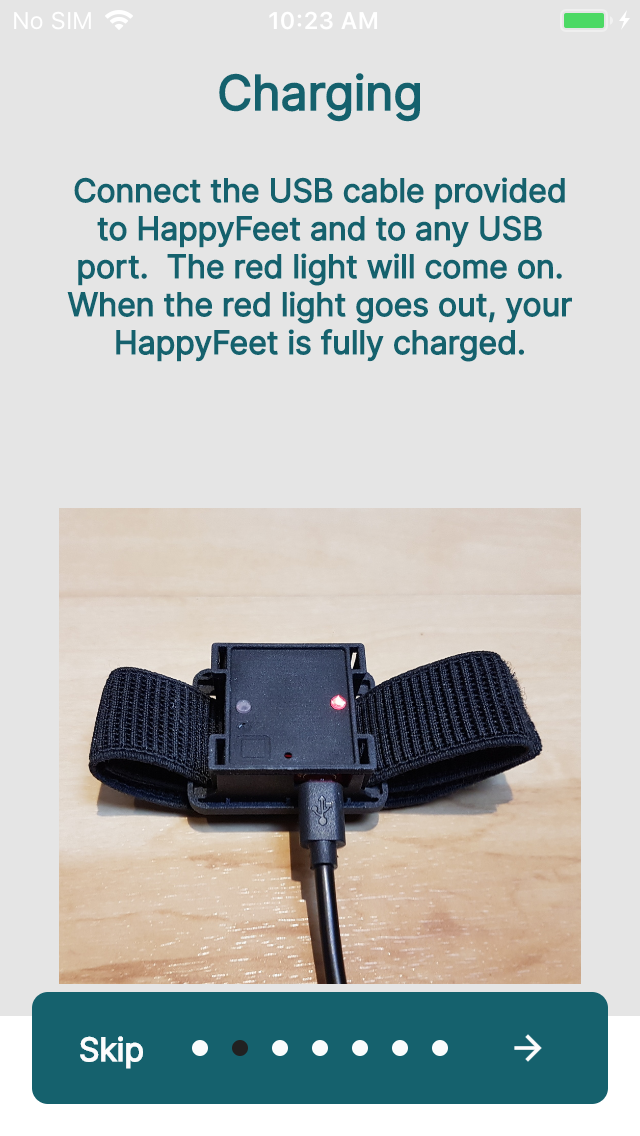 No SIM 10:23 AM
Charging
Connect the USB cable provided
to HappyFeet and to any USB
port.  The red light will come on.
When the red light goes out, your
HappyFeet is fully charged.
Skip